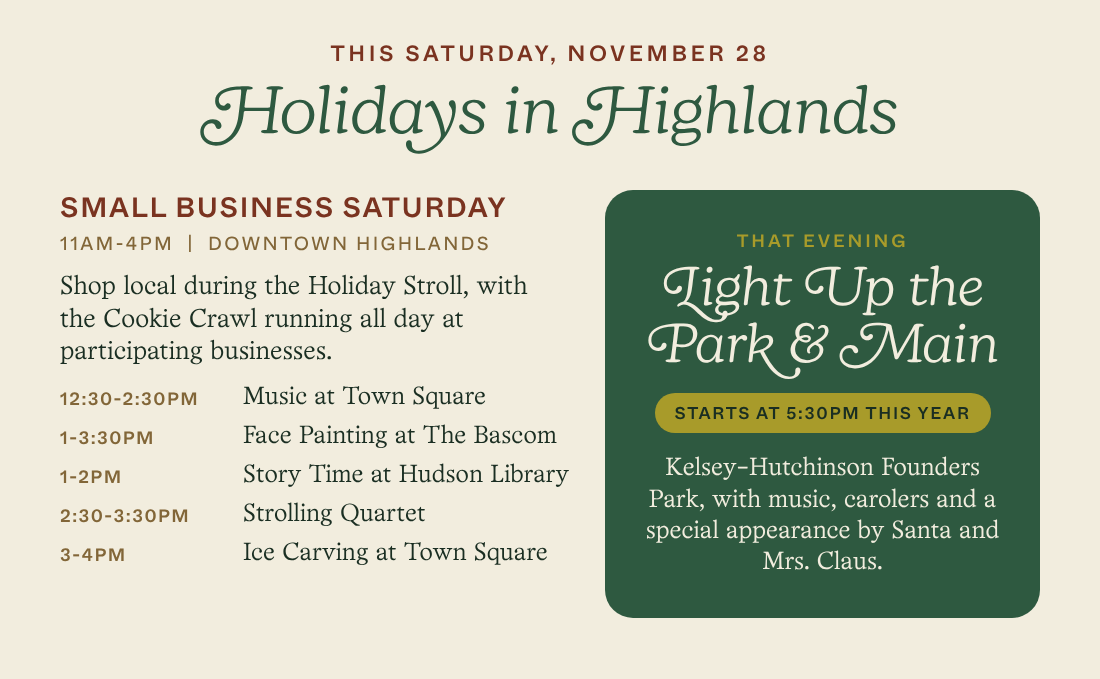 THIS SATURDAY, NOVEMBER 28
Holidays in Highlands
SMALL BUSINESS SATURDAY
11AM-4PM | DOWNTOWN HIGHLANDS
Shop local during the Holiday Stroll, with
the Cookie Crawl running all day at
participating businesses.
12:30-2:30PM Music at Town Square
1-3:30PM Face Painting at The Bascom
1-2PM Story Time at Hudson Library
2:30-3:30PM Strolling Quartet
3-4PM Ice Carving at Town Square
THAT EVENING
Light Up the
Park & Main
STARTS AT 5:30PM THIS YEAR
Kelsey–Hutchinson Founders
Park, with music, carolers and a
special appearance by Santa and
Mrs. Claus.